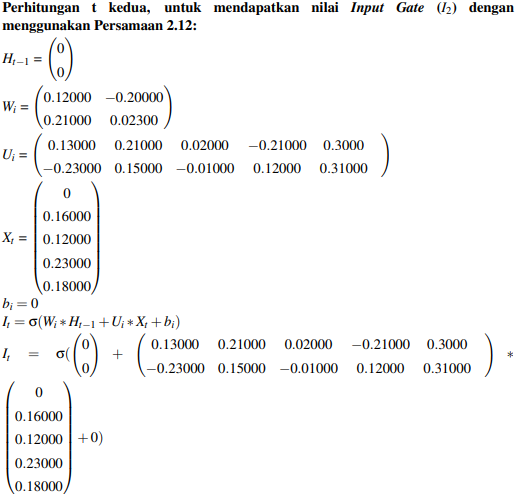 Perhitungan t kedua, untuk mendapatkan nilai Input Gate (I₂) dengan
menggunakan Persamaan 2.12:
Hₜ₋₁ = (0
0)
Wᵢ = (0.12000 −0.20000
0.21000 0.02300)
Uᵢ = (0.13000 0.21000 0.02000 −0.21000 0.3000
−0.23000 0.15000 −0.01000 0.12000 0.31000)
Xₜ = (0
0.16000
0.12000
0.23000
0.18000)
bᵢ = 0
Iₜ = σ(Wᵢ ∗ Hₜ₋₁ + Uᵢ ∗ Xₜ + bᵢ)
Iₜ = σ((0
0) + (0.13000 0.21000 0.02000 −0.21000 0.3000
−0.23000 0.15000 −0.01000 0.12000 0.31000) ∗
(0
0.16000
0.12000
0.23000
0.18000) + 0)